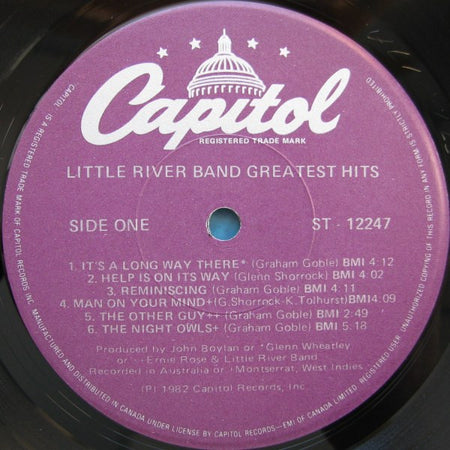 Capitol
REGISTERED TRADE MARK
LITTLE RIVER BAND GREATEST HITS
SIDE ONE
ST - 12247
1. IT'S A LONG WAY THERE* (Graham Goble) BMI 4:12
2. HELP IS ON ITS WAY (Glenn Shorrock) BMI 4:02
3. REMINISCING (Graham Goble) BMI 4:11
4. MAN ON YOUR MIND+(G.Shorrock-K.Tolhurst)BMI4.09
5. THE OTHER GUY++ (Graham Goble) BMI 2:49
6. THE NIGHT OWLS+ (Graham Goble) BMI 5:18
Produced by John Boylan or *Glenn Wheatley
Ernie Rose & Little River Band
Recorded in Australia or Montserrat, West Indies
(P) 1982 Capitol Records, Inc.
CAPITOL IS A REGISTERED TRADE MARK OF CAPITOL RECORDS INC. MANUFACTURED AND DISTRIBUTED IN CANADA UNDER LICENSE BY CAPITOL RECORDS—EMI OF CANADA LIMITED. UNAUTHORIZED COPYING OF THIS RECORD IN ANY FORM IS STRICTLY PROHIBITED